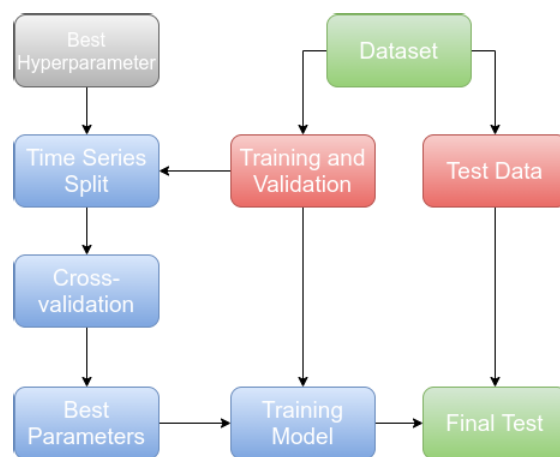 Best
Hyperparameter
Dataset
Time Series
Split
Training and
Validation
Test Data
Cross-
validation
Best
Parameters
Training
Model
Final Test